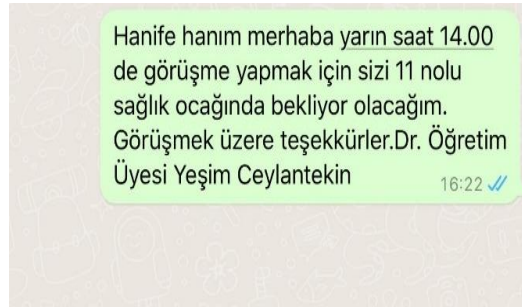 Hanife hanım merhaba yarın saat 14.00
de görüşme yapmak için sizi 11 nolu
sağlık ocağında bekliyor olacağım.
Görüşmek üzere teşekkürler.Dr. Öğretim
Üyesi Yeşim Ceylantekin
16:22